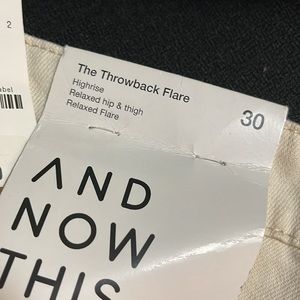 2
abel
The Throwback Flare
Highrise
Relaxed hip & thigh
Relaxed Flare
30
AND
NOW
THIS